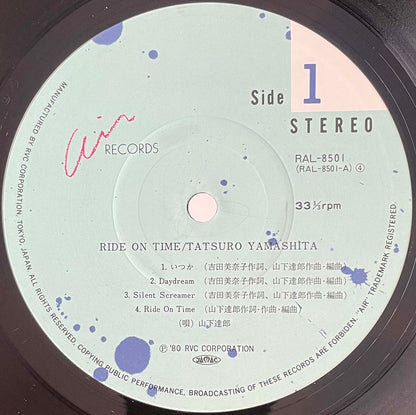 Side 1
STEREO
Air RECORDS
RAL-8501
(RAL-8501-A) ④
33⅓rpm
RIDE ON TIME/TATSURO YAMASHITA
1. いつか (吉田美奈子作詞、山下達郎作曲・編曲)
2. Daydream (吉田美奈子作詞、山下達郎作曲・編曲)
3. Silent Screamer (吉田美奈子作詞、山下達郎作曲・編曲)
4. Ride On Time (山下達郎作詞・作曲・編曲)
(唄) 山下達郎
Ⓟ '80 RVC CORPORATION
JASRAC
MANUFACTURED BY RVC CORPORATION, TOKYO, JAPAN. ALL RIGHTS RESERVED. COPYING, PUBLIC PERFORMANCE, BROADCASTING OF THESE RECORDS ARE FORBIDDEN. "AIR" TRADEMARK REGISTERED.